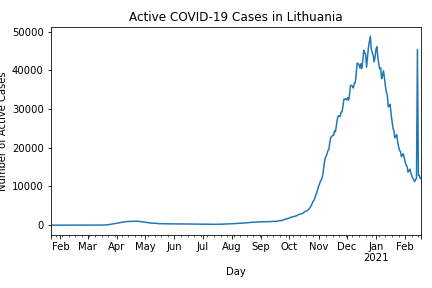 Active COVID-19 Cases in Lithuania
50000
40000
30000
20000
10000
0
Number of Active Cases
Feb Mar Apr May Jun Jul Aug Sep Oct Nov Dec Jan Feb
2021
Day